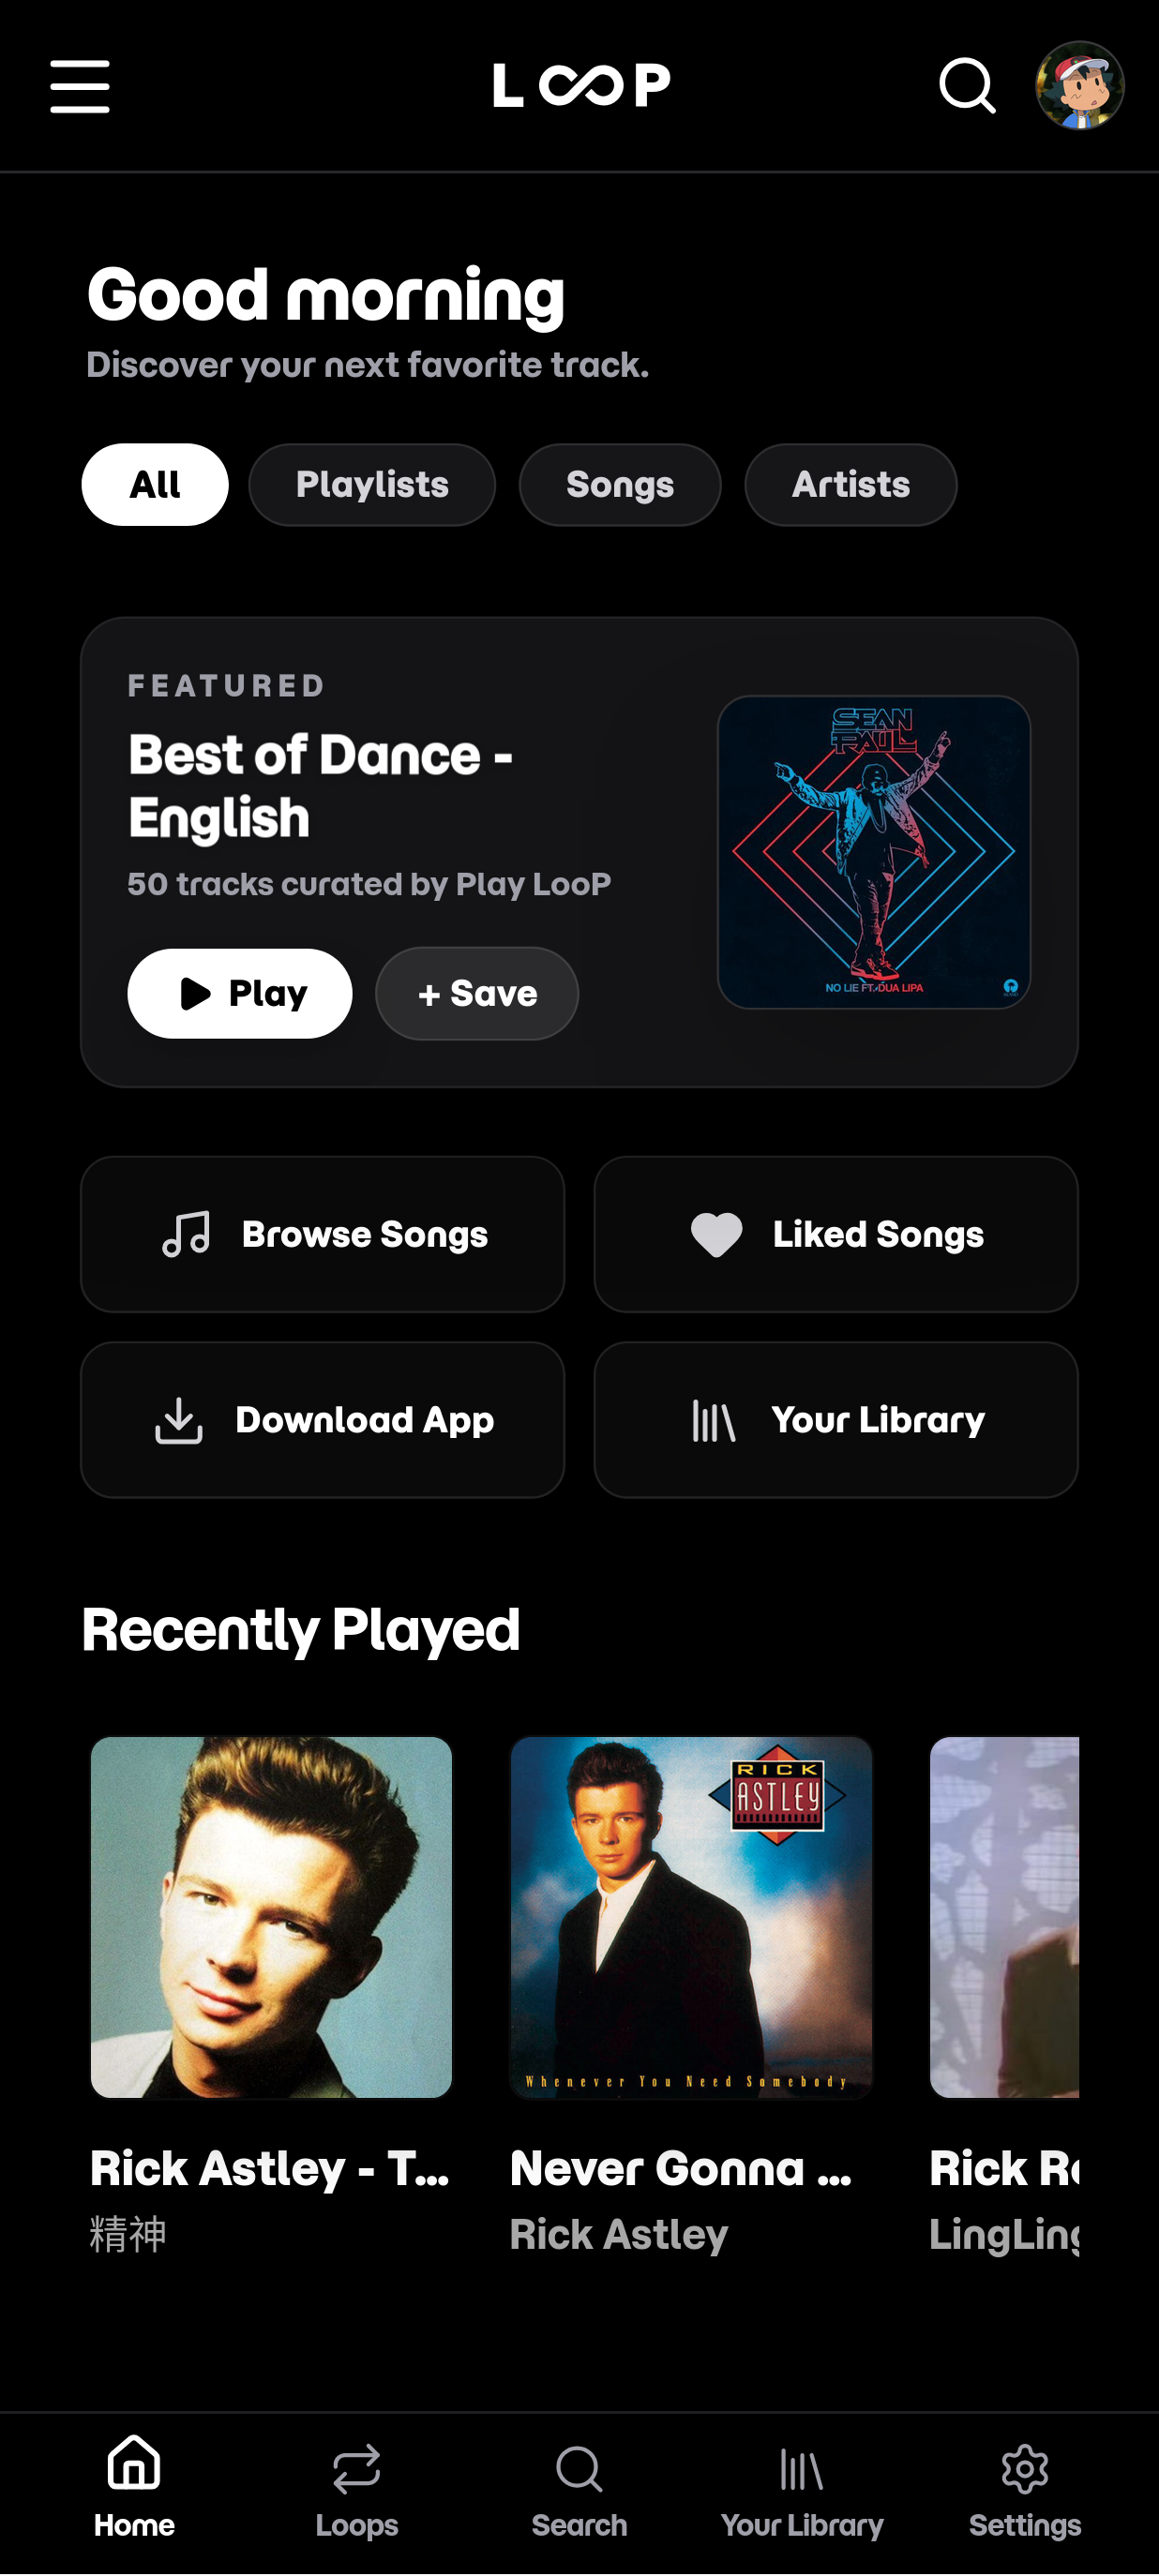 LOOP
Good morning
Discover your next favorite track.
All
Playlists
Songs
Artists
FEATURED
Best of Dance -
English
50 tracks curated by Play LooP
Play
+ Save
SEAN
PAUL
NO LIE FT. DUA LIPA
Browse Songs
Liked Songs
Download App
Your Library
Recently Played
RICK
ASTLEY
Whenever You Need Somebody
Rick Astley - T...
精神
Never Gonna ...
Rick Astley
Rick
LingLing
Home
Loops
Search
Your Library
Settings